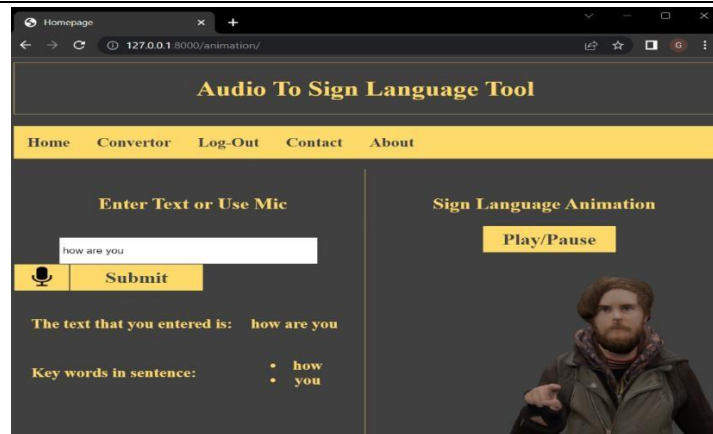 Homepage
127.0.0.1:8000/animation/
G
Audio To Sign Language Tool
Home Convertor Log-Out Contact About
Enter Text or Use Mic
how are you
Submit
The text that you entered is: how are you
Key words in sentence:
• how
• you
Sign Language Animation
Play/Pause